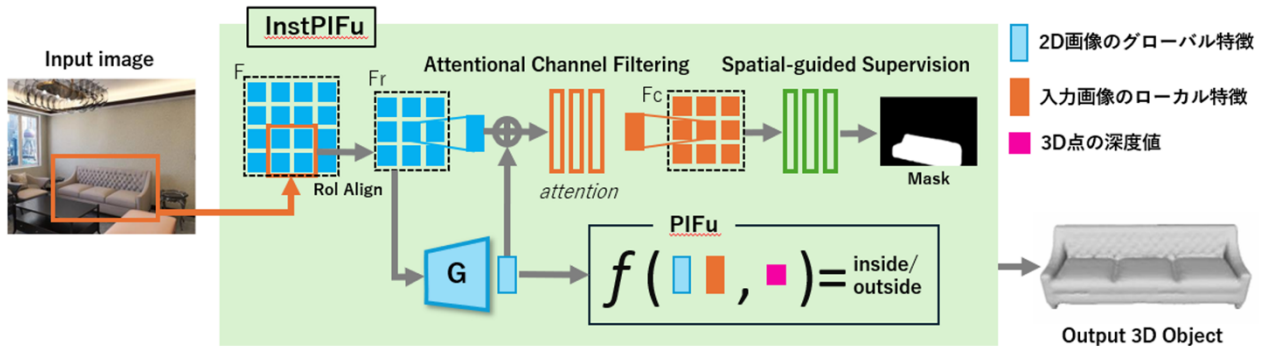 InstPIFu
Input image
F
RoI Align
Fr
Attentional Channel Filtering
attention
Fc
Spatial-guided Supervision
Mask
G
PIFu
f ( , ) = inside/
outside
Output 3D Object
2D画像のグローバル特徴
入力画像のローカル特徴
3D点の深度値